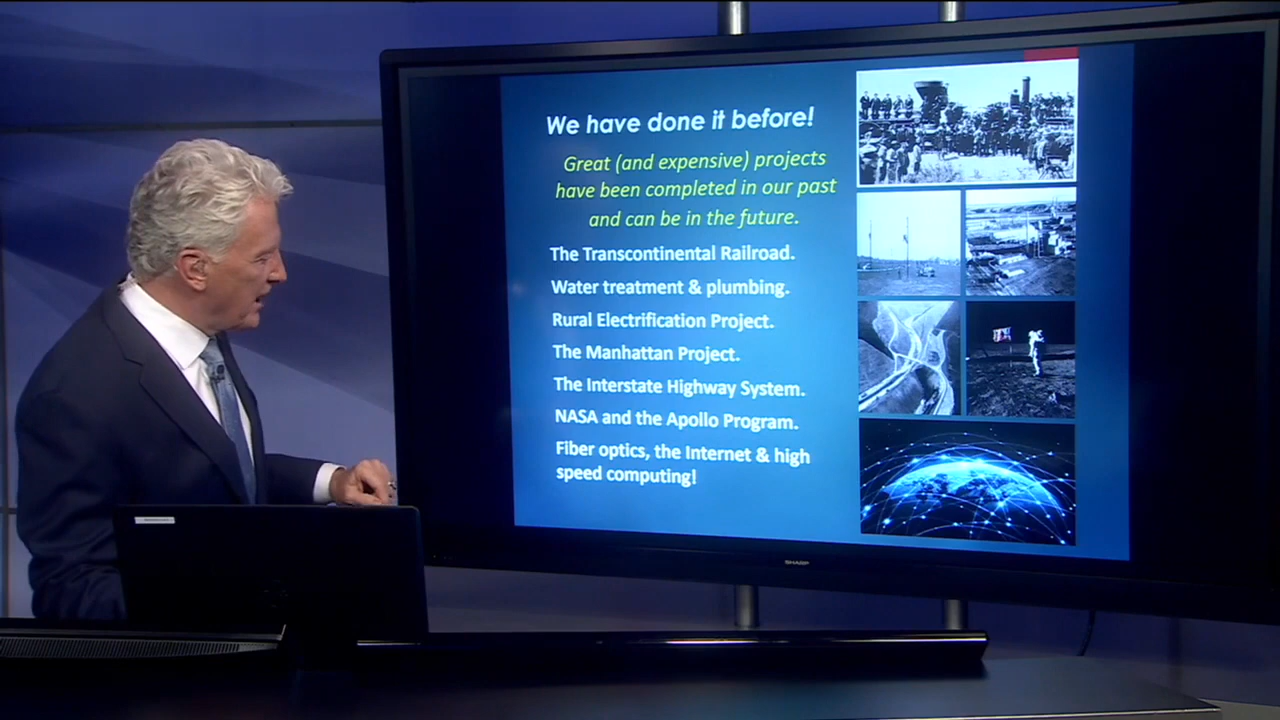 We have done it before!
Great (and expensive) projects
have been completed in our past
and can be in the future.
The Transcontinental Railroad.
Water treatment & plumbing.
Rural Electrification Project.
The Manhattan Project.
The Interstate Highway System.
NASA and the Apollo Program.
Fiber optics, the Internet & high
speed computing!
SHARP